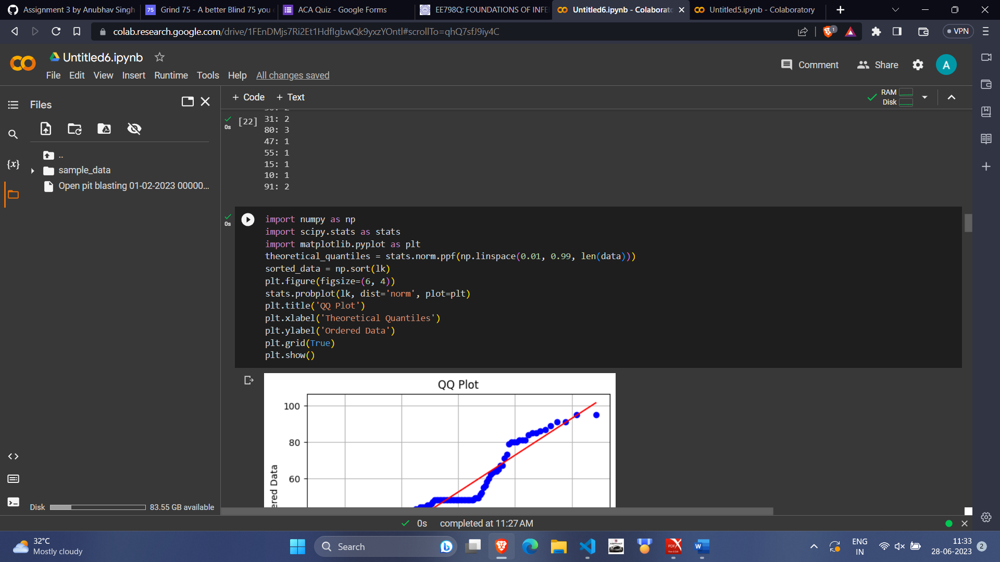 Assignment 3 by Anubhav Singh
Grind 75 - A better Blind 75 you
ACA Quiz - Google Forms
EE798Q: FOUNDATIONS OF INFE
Untitled6.ipynb - Colaborato
Untitled5.ipynb - Colaboratory
colab.research.google.com/drive/1FEnDMjs7Ri2Et1HdfIgbwQk9yxzYOntl#scrollTo=qhQ7sfJ9iy4C
1
VPN
Untitled6.ipynb
File Edit View Insert Runtime Tools Help All changes saved
Comment
Share
A
Files
+ Code + Text
RAM
Disk
..
sample_data
Open pit blasting 01-02-2023 00000...
{x}
Disk
83.55 GB available
0s
[22]
31: 2
80: 3
47: 1
55: 1
15: 1
10: 1
91: 2
0s
import numpy as np
import scipy.stats as stats
import matplotlib.pyplot as plt
theoretical_quantiles = stats.norm.ppf(np.linspace(0.01, 0.99, len(data)))
sorted_data = np.sort(lk)
plt.figure(figsize=(6, 4))
stats.probplot(lk, dist='norm', plot=plt)
plt.title('QQ Plot')
plt.xlabel('Theoretical Quantiles')
plt.ylabel('Ordered Data')
plt.grid(True)
plt.show()
QQ Plot
100
80
60
ered Data
0s completed at 11:27 AM
32°C
Mostly cloudy
Search
ENG
IN
11:33
28-06-2023
2